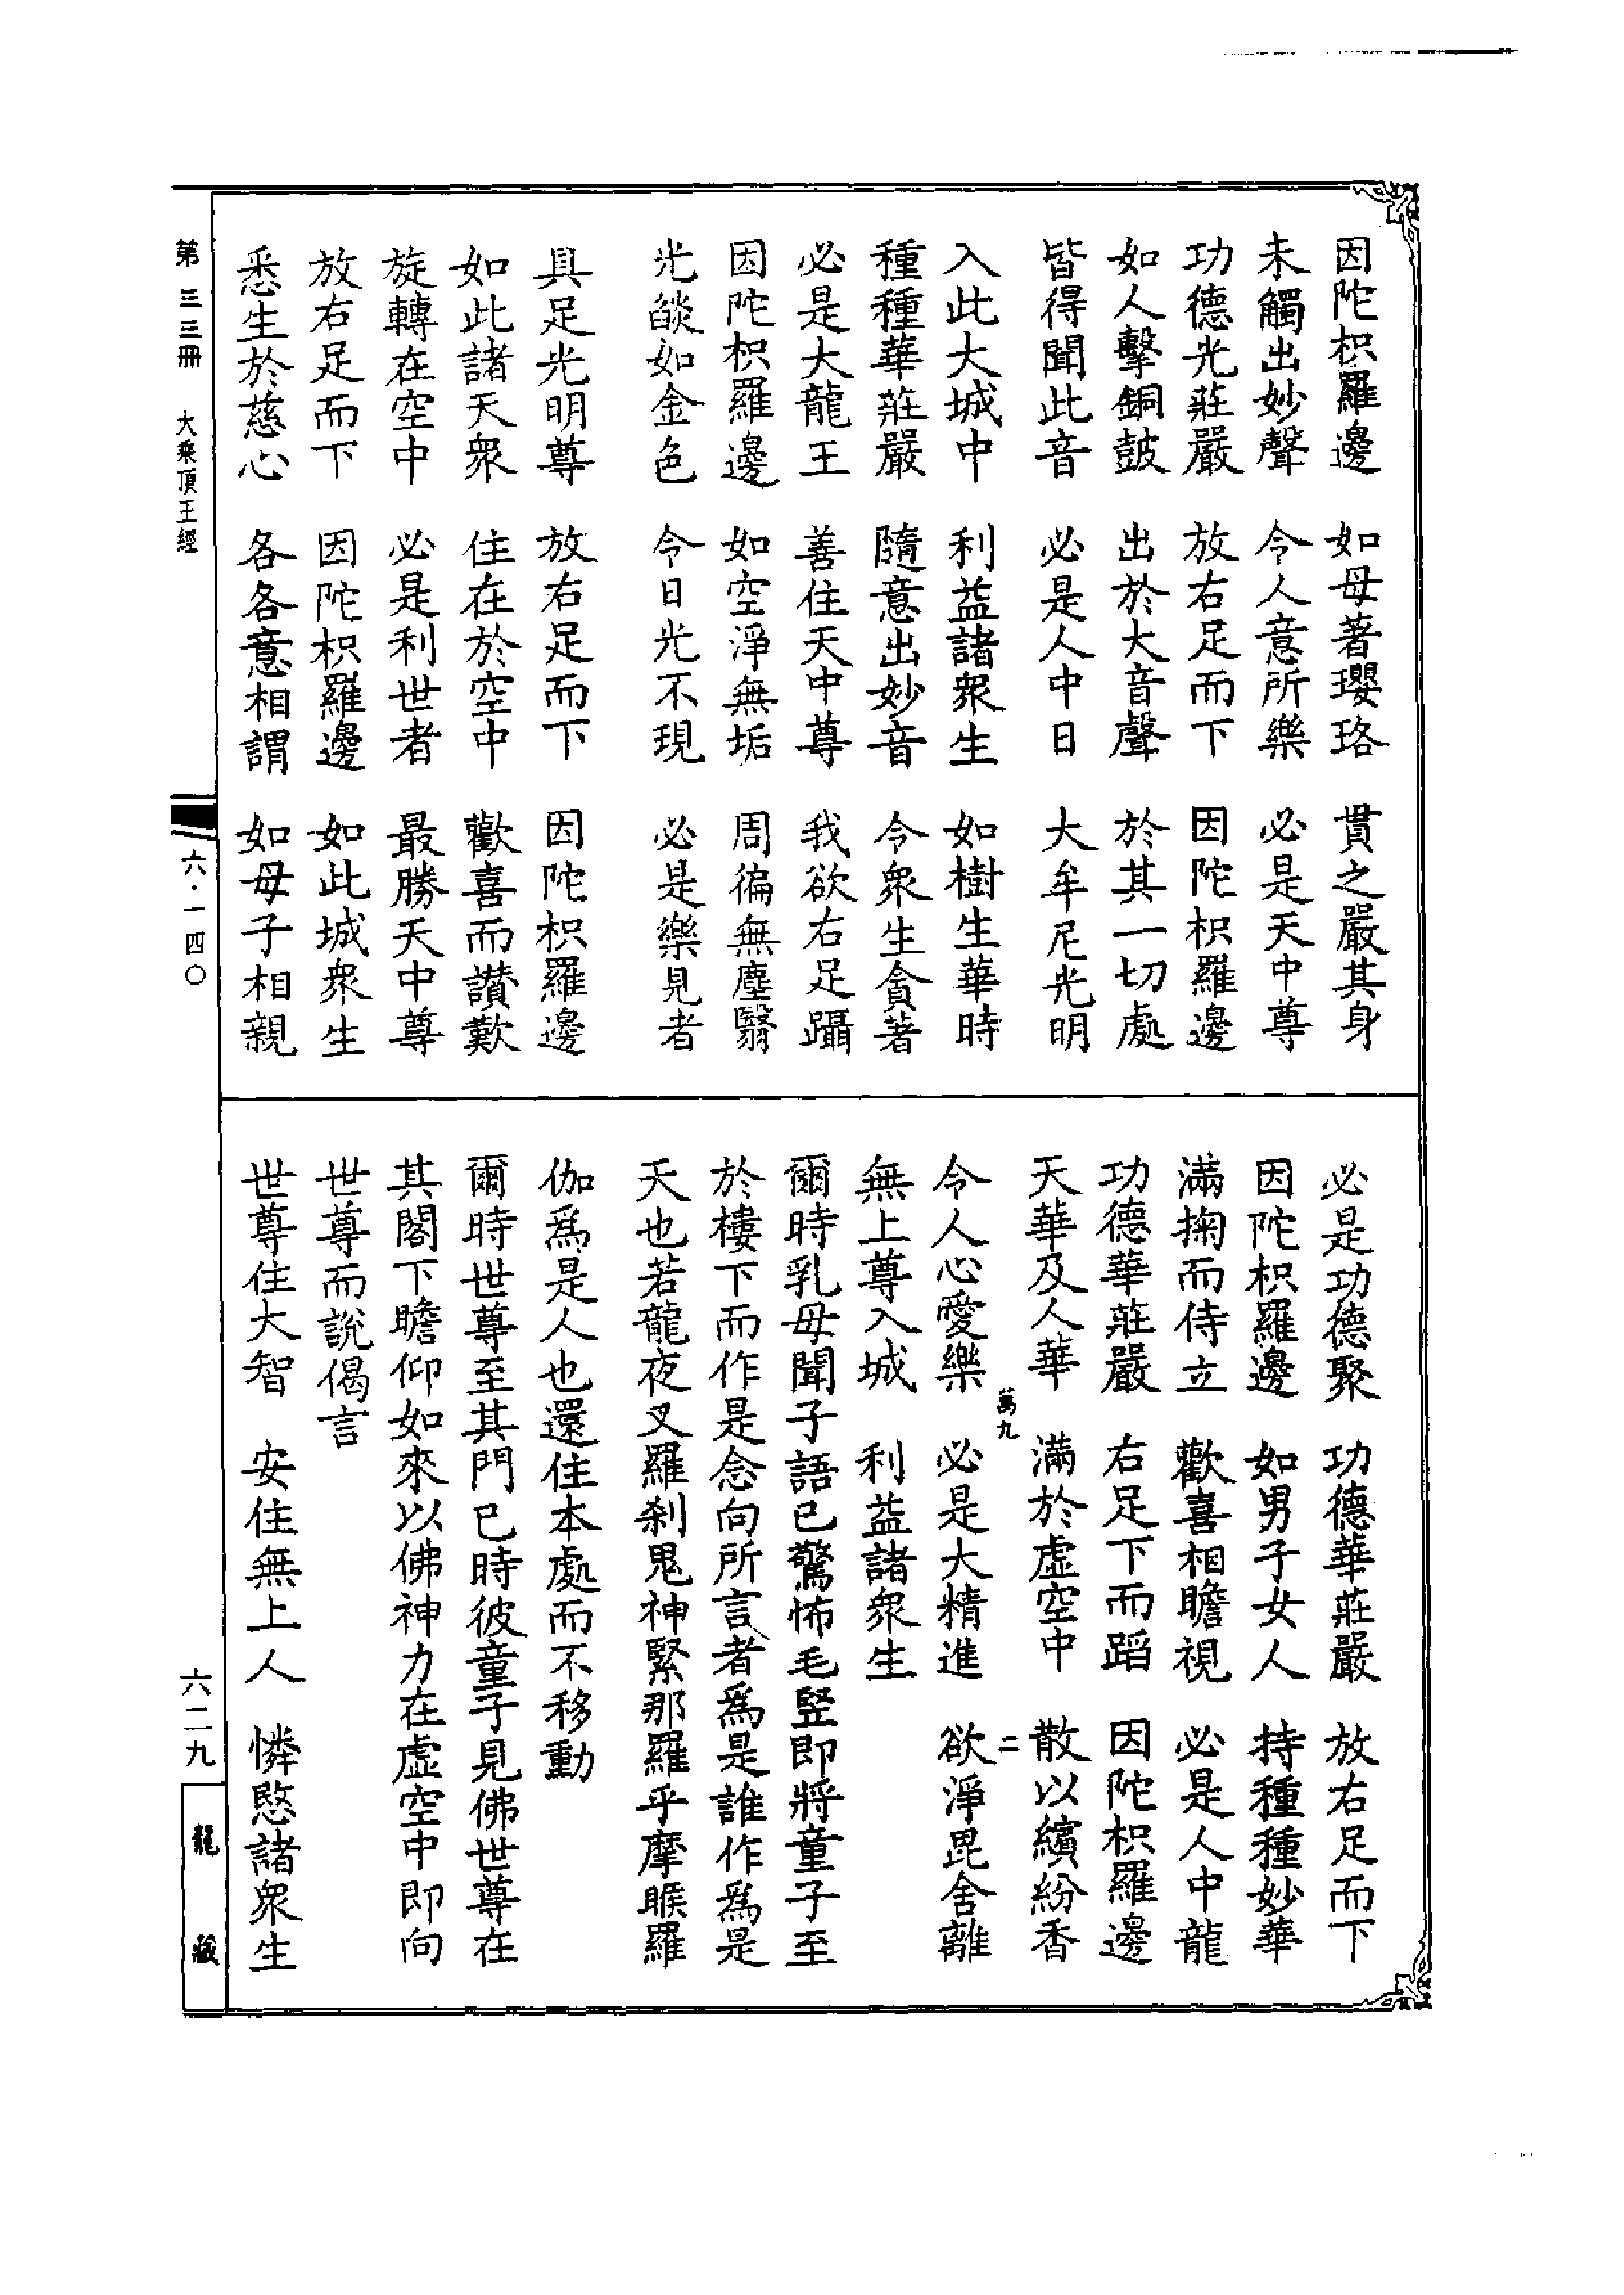 因陀枳羅邊　如母著瓔珞　貫之嚴其身
未觸出妙聲　令人意所樂　必是天中尊
功德光莊嚴　放右足而下　因陀枳羅邊
如人擊銅鼓　出於大音聲　於其一切處
皆得聞此音　必是人中日　大牟尼光明
入此大城中　利益諸眾生　如樹生華時
種種華莊嚴　隨意出妙音　令眾生貪著
必是大龍王　善住天中尊　我欲右足躡
因陀枳羅邊　如空淨無垢　周徧無塵翳
光燄如金色　今日光不現　必是樂見者
具足光明尊　放右足而下　因陀枳羅邊
如此諸天眾　住在於空中　歡喜而讚歎
旋轉在空中　必是利世者　最勝天中尊
放右足而下　因陀枳羅邊　如此城眾生
悉生於慈心　各各意相謂　如母子相親
必是功德聚　功德華莊嚴　放右足而下
因陀枳羅邊　如男子女人　持種種妙華
滿掬而侍立　歡喜相瞻視　必是人中龍
功德華莊嚴　右足下而蹈　因陀枳羅邊
天華及人華　滿於虛空中　散以繽紛香
萬九　二
令人心愛樂　必是大精進　欲淨毘舍離
無上尊入城　利益諸眾生
爾時乳母聞子語已驚怖毛竪即將童子至
於樓下而作是念向所言者為是誰作為是
天也若龍夜叉羅剎鬼神緊那羅乎摩睺羅
伽為是人也還住本處而不移動
爾時世尊至其門已時彼童子見佛世尊在
其閣下瞻仰如來以佛神力在虛空中即向
世尊而說偈言
世尊住大智　安住無上人　憐愍諸眾生
第三三冊　大乘頂王經
六·一四〇
六二九
龍藏